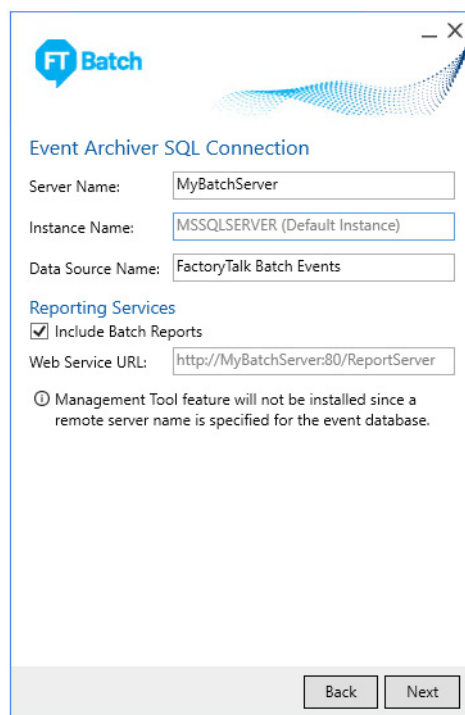 FT Batch
Event Archiver SQL Connection
Server Name: MyBatchServer
Instance Name: MSSQLSERVER (Default Instance)
Data Source Name: FactoryTalk Batch Events
Reporting Services
Include Batch Reports
Web Service URL: http://MyBatchServer:80/ReportServer
Management Tool feature will not be installed since a
remote server name is specified for the event database.
Back Next